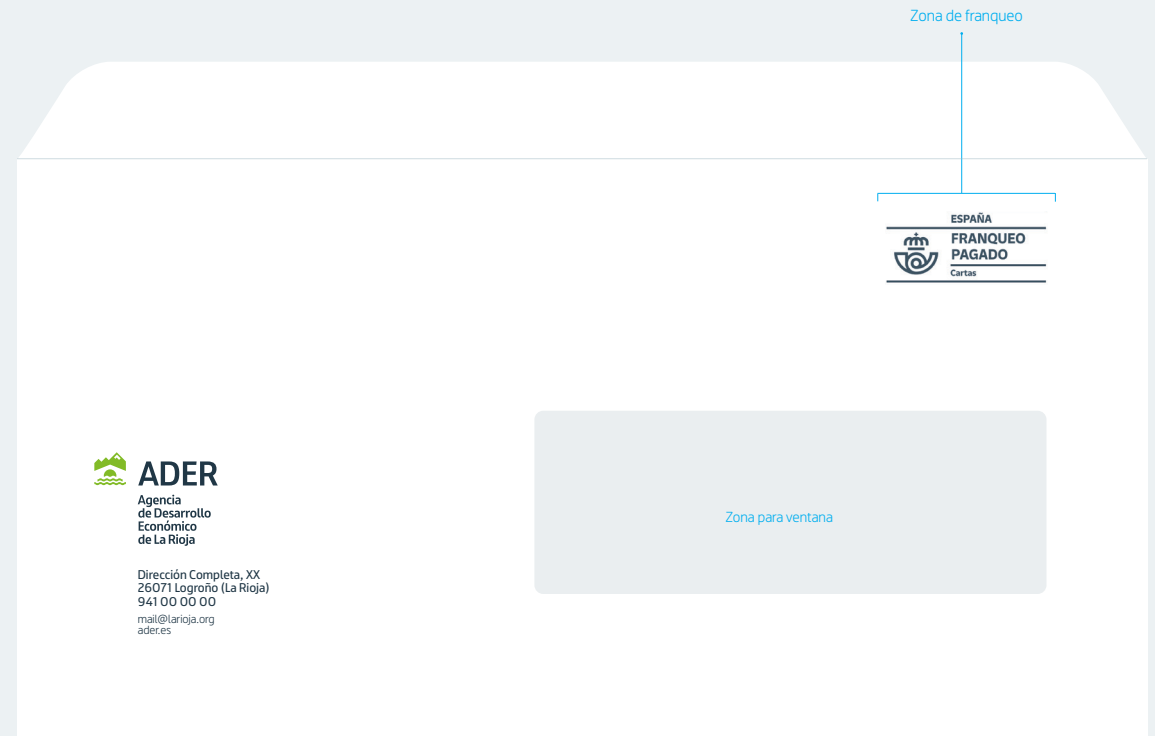 Zona de franqueo
ESPAÑA
FRANQUEO
PAGADO
Cartas
Zona para ventana
ADER
Agencia
de Desarrollo
Económico
de La Rioja
Dirección Completa, XX
26071 Logroño (La Rioja)
941 00 00 00
mail@larioja.org
ader.es